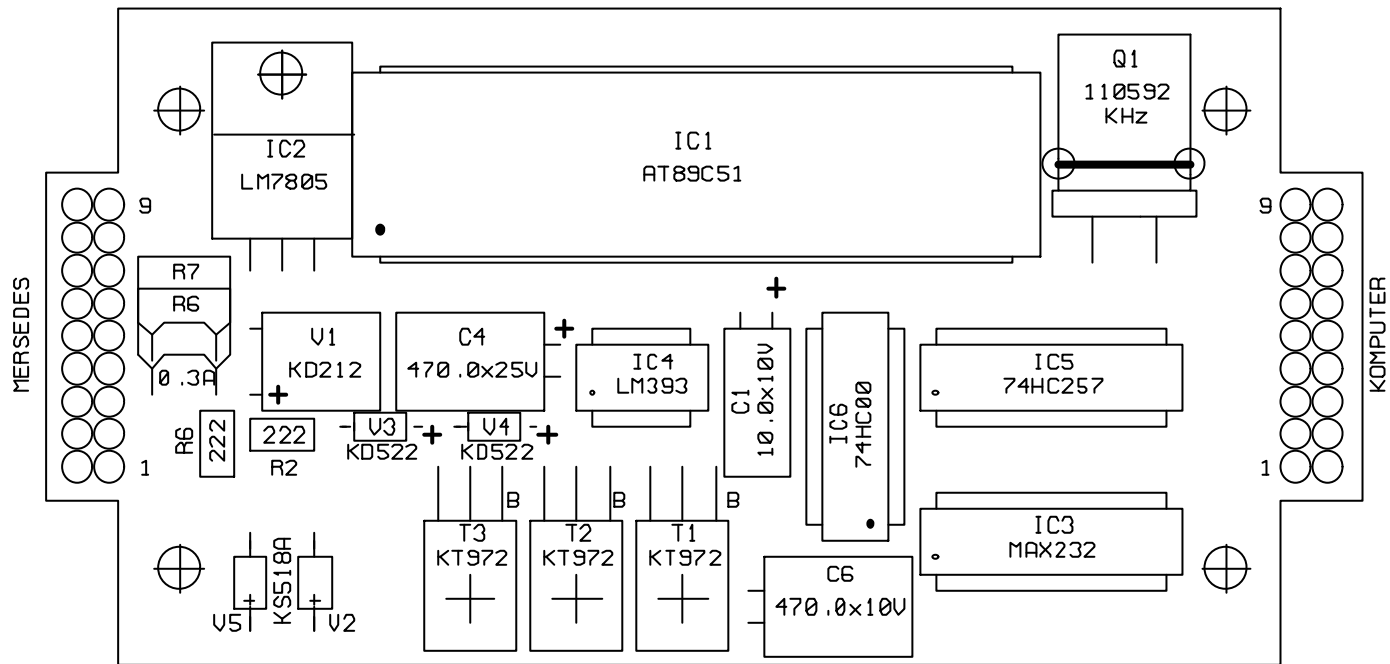 Q1
110592
KHz
IC1
AT89C51
IC2
LM7805
9
9
R7
R6
0.3A
MERSEDES
KOMPUTER
V1
KD212
C4
470.0x25V
IC4
LM393
C1
10.0x10V
IC6
74HC00
IC5
74HC257
R6
222
222
R2
V3
KD522
V4
KD522
1
1
B
B
B
T3
KT972
T2
KT972
T1
KT972
IC3
MAX232
C6
470.0x10V
KS518A
V5
V2